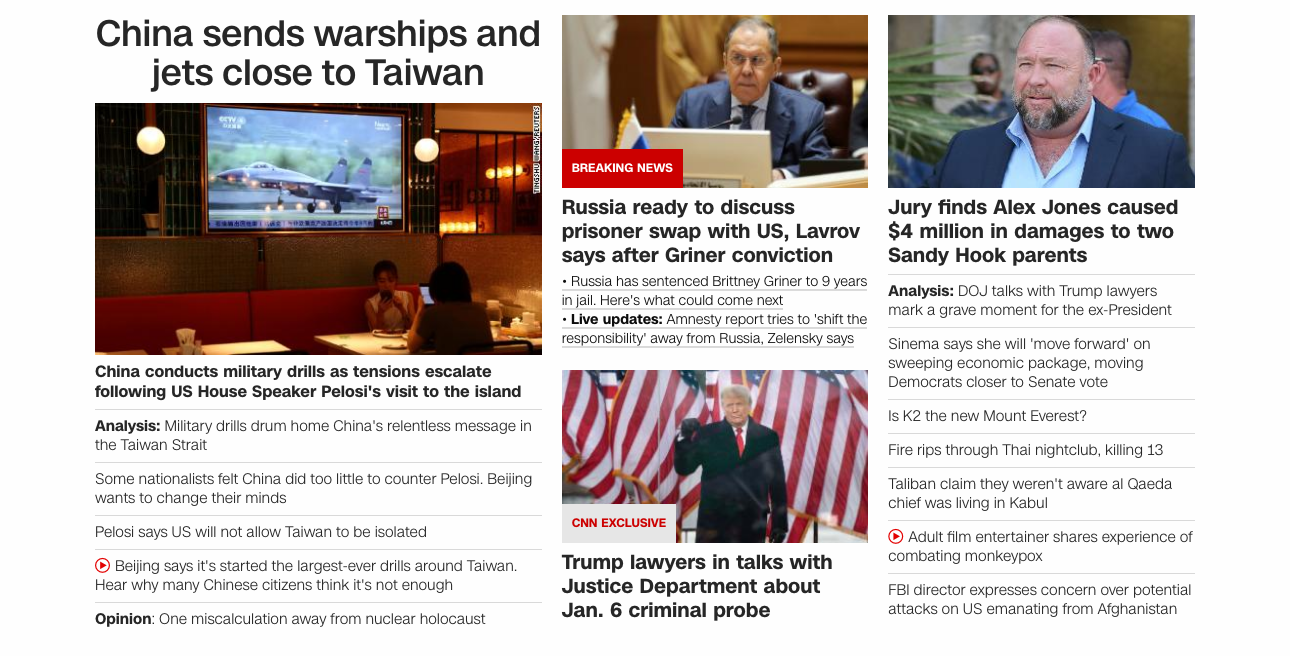 China sends warships and
jets close to Taiwan
TINGSHU WANG/REUTERS
China conducts military drills as tensions escalate
following US House Speaker Pelosi's visit to the island
Analysis: Military drills drum home China's relentless message in
the Taiwan Strait
Some nationalists felt China did too little to counter Pelosi. Beijing
wants to change their minds
Pelosi says US will not allow Taiwan to be isolated
Beijing says it's started the largest-ever drills around Taiwan.
Hear why many Chinese citizens think it's not enough
Opinion: One miscalculation away from nuclear holocaust
BREAKING NEWS
Russia ready to discuss
prisoner swap with US, Lavrov
says after Griner conviction
• Russia has sentenced Brittney Griner to 9 years
in jail. Here's what could come next
• Live updates: Amnesty report tries to 'shift the
responsibility' away from Russia, Zelensky says
CNN EXCLUSIVE
Trump lawyers in talks with
Justice Department about
Jan. 6 criminal probe
Jury finds Alex Jones caused
$4 million in damages to two
Sandy Hook parents
Analysis: DOJ talks with Trump lawyers
mark a grave moment for the ex-President
Sinema says she will 'move forward' on
sweeping economic package, moving
Democrats closer to Senate vote
Is K2 the new Mount Everest?
Fire rips through Thai nightclub, killing 13
Taliban claim they weren't aware al Qaeda
chief was living in Kabul
Adult film entertainer shares experience of
combating monkeypox
FBI director expresses concern over potential
attacks on US emanating from Afghanistan